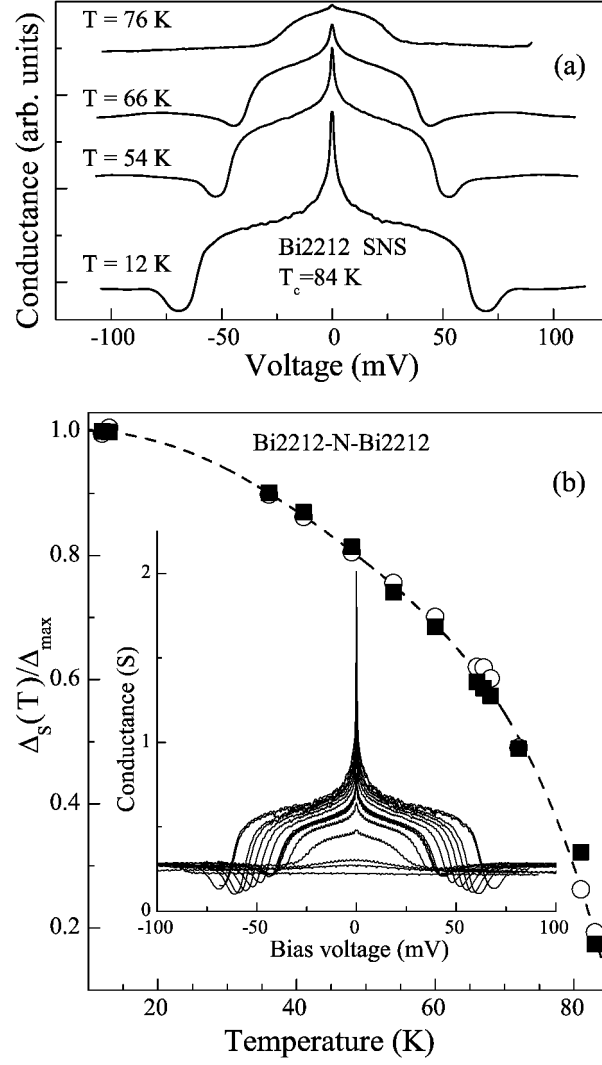 T = 76 K
(a)
T = 66 K
T = 54 K
T = 12 K
Bi2212 SNS
T_c=84 K
Conductance (arb. units)
-100 -50 0 50 100
Voltage (mV)
Bi2212-N-Bi2212
(b)
1.0
0.8
0.6
0.4
0.2
Δ_S(T)/Δ_max
2
1
0
Conductance (S)
-100 -50 0 50 100
Bias voltage (mV)
20 40 60 80
Temperature (K)